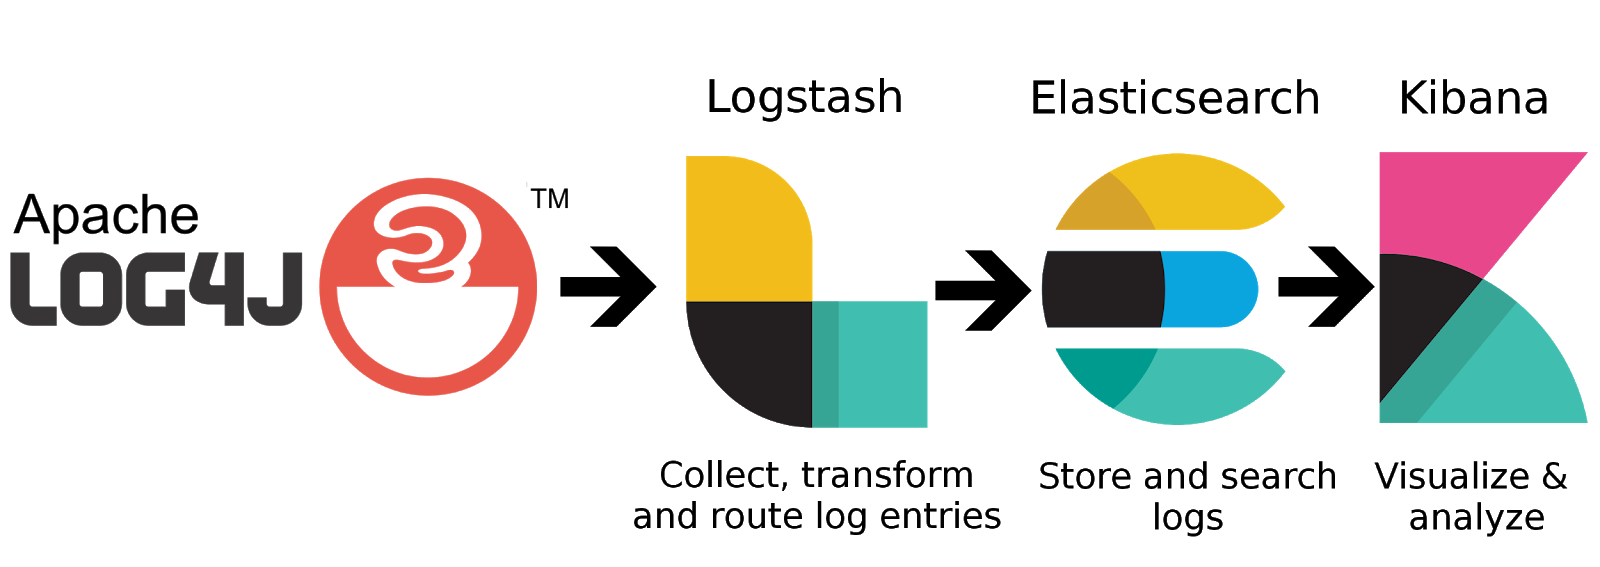 Logstash
Elasticsearch
Kibana
Apache
LOG4J
TM
Collect, transform
and route log entries
Store and search
logs
Visualize &
analyze